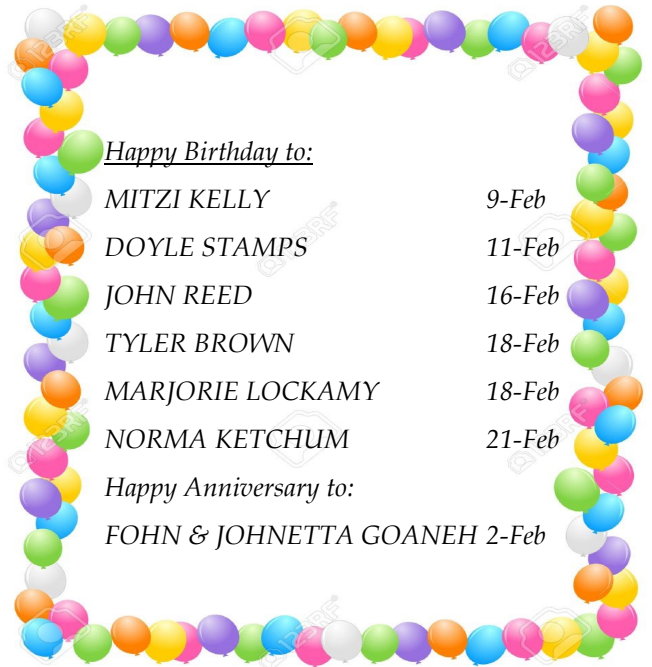 Happy Birthday to:
MITZI KELLY 9-Feb
DOYLE STAMPS 11-Feb
JOHN REED 16-Feb
TYLER BROWN 18-Feb
MARJORIE LOCKAMY 18-Feb
NORMA KETCHUM 21-Feb
Happy Anniversary to:
FOHN & JOHNETTA GOANEH 2-Feb